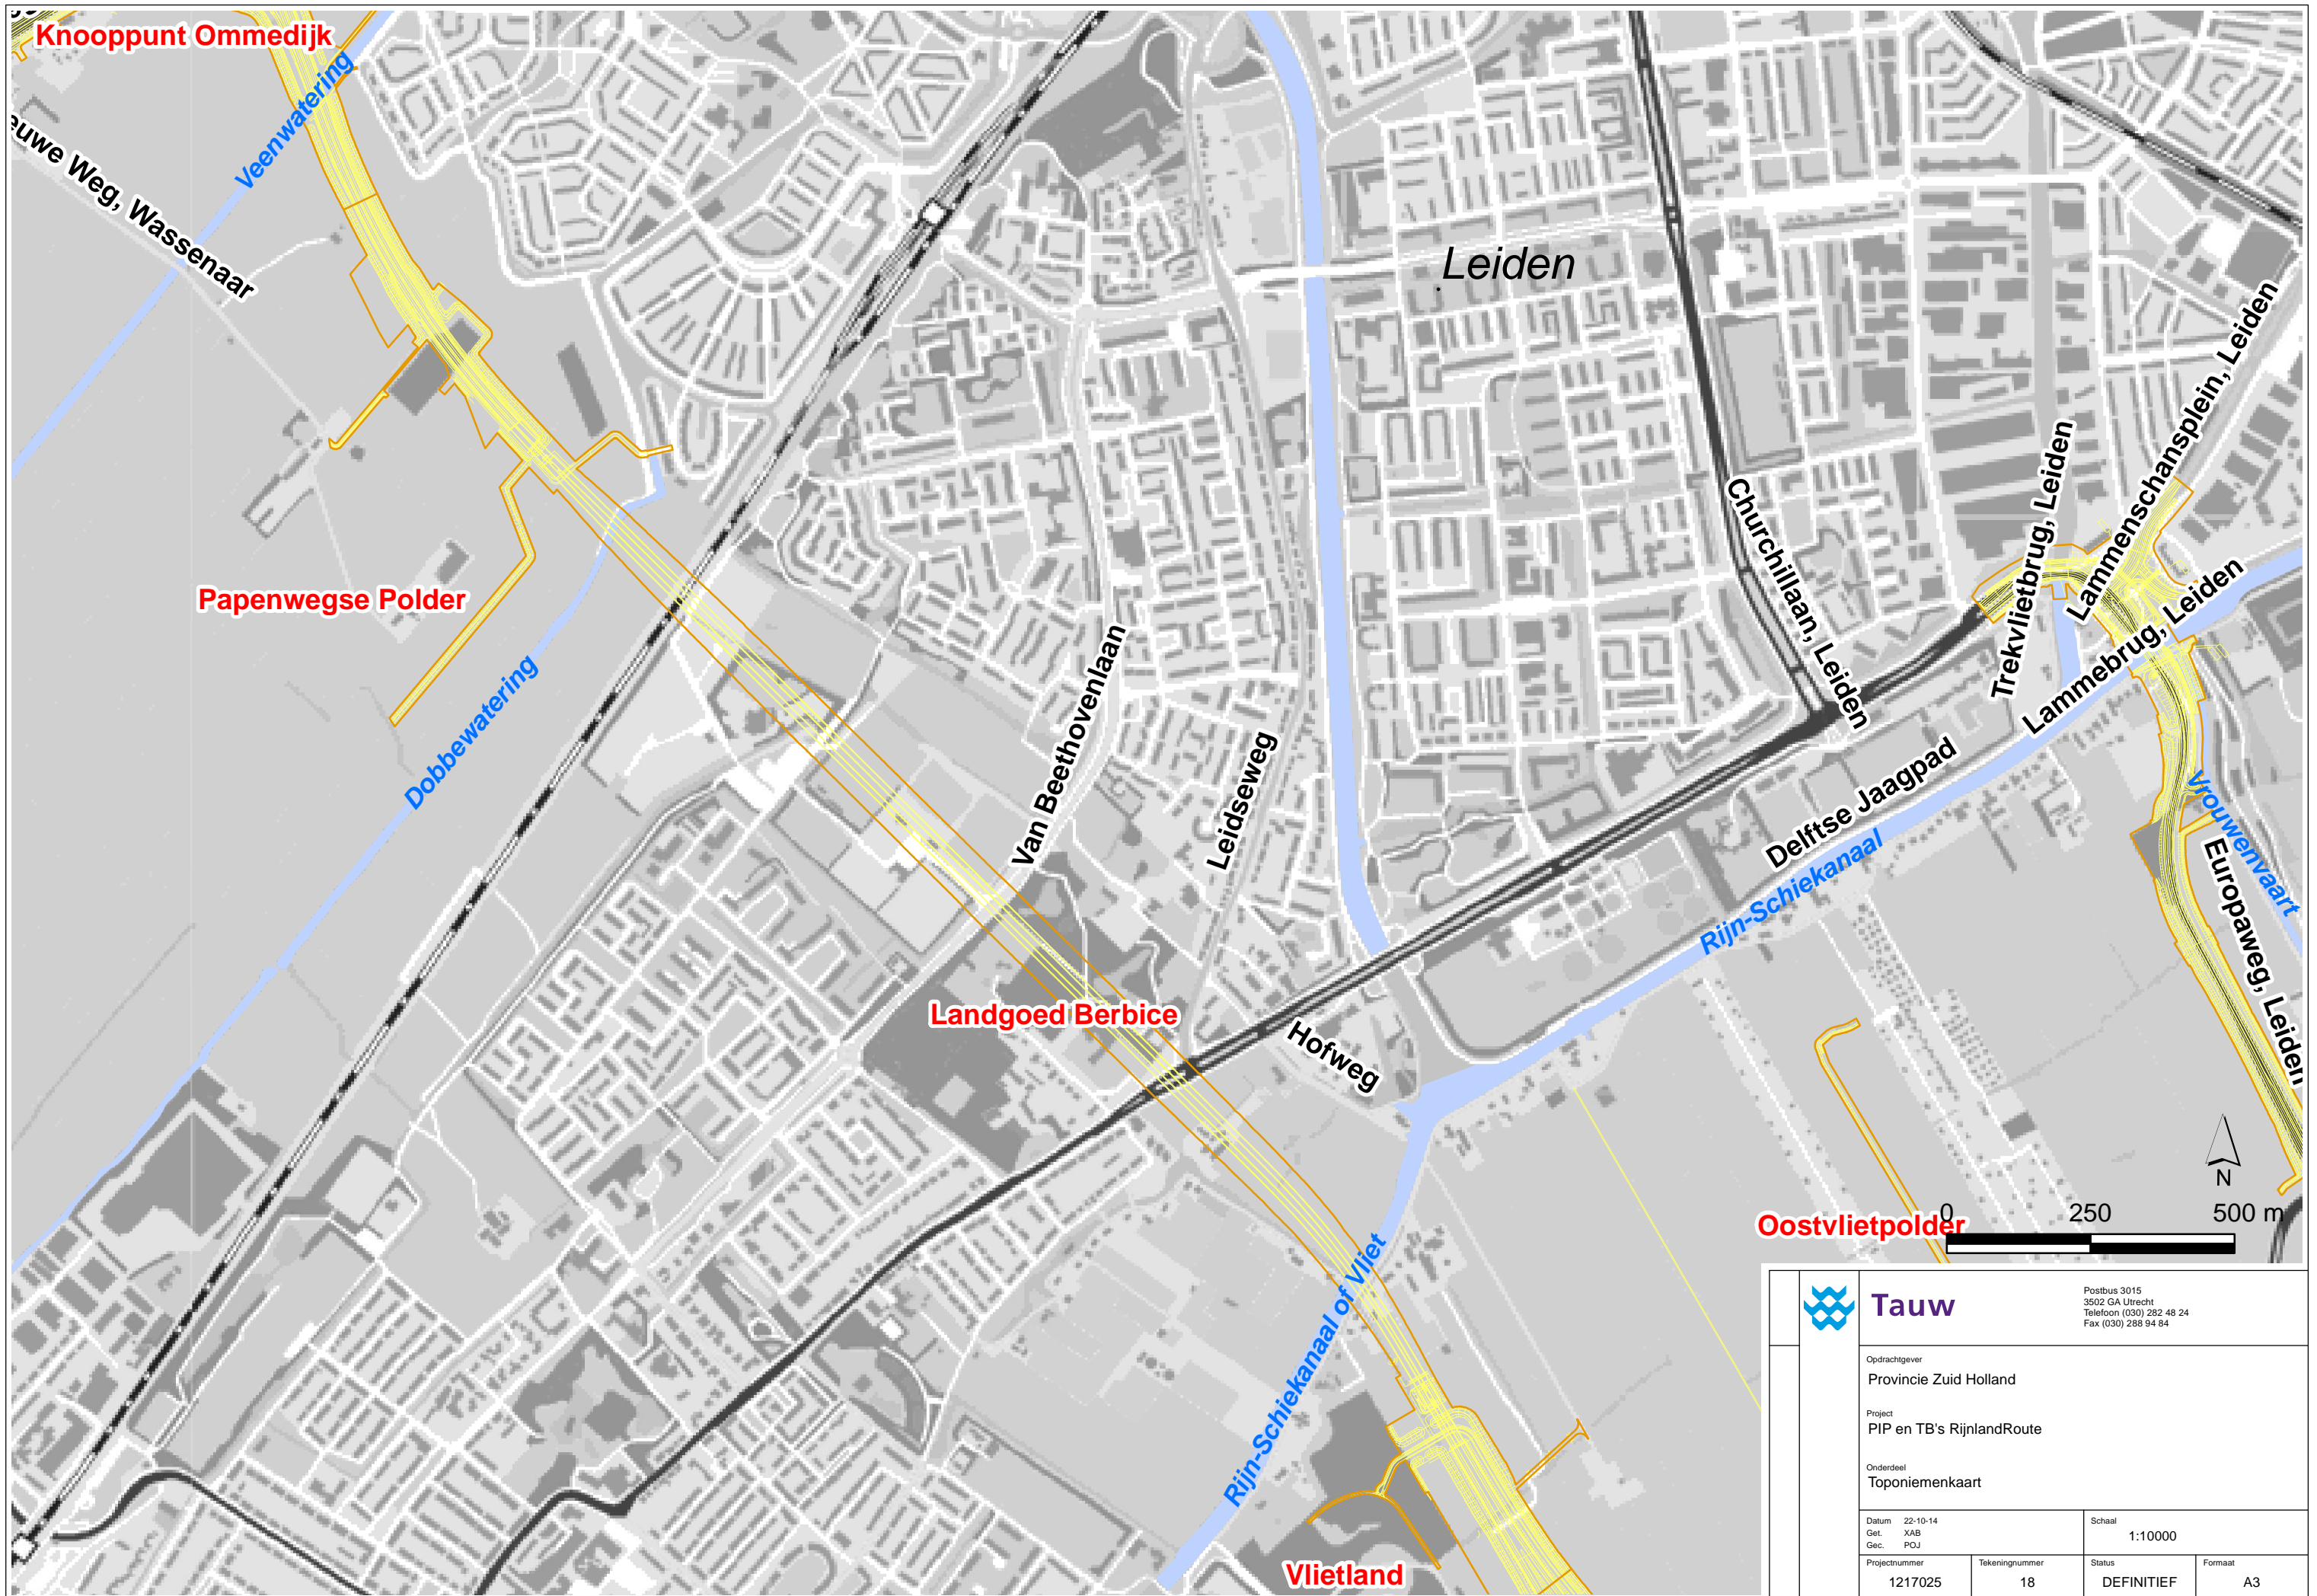 Knooppunt Ommedijk
Veenwatering
euwe Weg, Wassenaar
Leiden
Papenwegse Polder
Dobbewatering
Van Beethovenlaan
Leidseweg
Churchillaan, Leiden
Trekvlietbrug, Leiden
Lammenschansplein, Leiden
Lammebrug, Leiden
Delftse Jaagpad
Rijn-Schiekanaal
Vrouwenvaart
Europaweg, Leiden
Landgoed Berbice
Hofweg
Rijn-Schiekanaal of Vliet
Oostvlietpolder
Vlietland
N
0 250 500 m
Tauw
Postbus 3015
3502 GA Utrecht
Telefoon (030) 282 48 24
Fax (030) 288 94 84
Opdrachtgever
Provincie Zuid Holland
Project
PIP en TB's RijnlandRoute
Onderdeel
Toponiemenkaart
Datum 22-10-14
Get. XAB
Gec. POJ
Schaal
1:10000
Projectnummer
1217025
Tekeningnummer
18
Status
DEFINITIEF
Formaat
A3